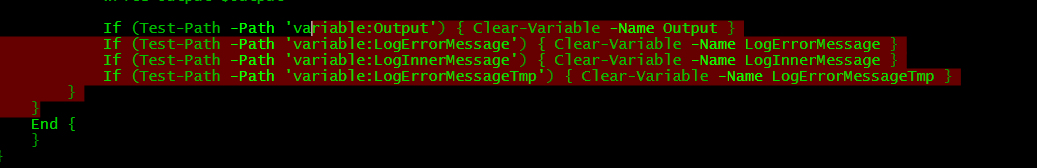 If (Test-Path -Path 'variable:Output') { Clear-Variable -Name Output }
If (Test-Path -Path 'variable:LogErrorMessage') { Clear-Variable -Name LogErrorMessage }
If (Test-Path -Path 'variable:LogInnerMessage') { Clear-Variable -Name LogInnerMessage }
If (Test-Path -Path 'variable:LogErrorMessageTmp') { Clear-Variable -Name LogErrorMessageTmp }
}
}
End {
}
}